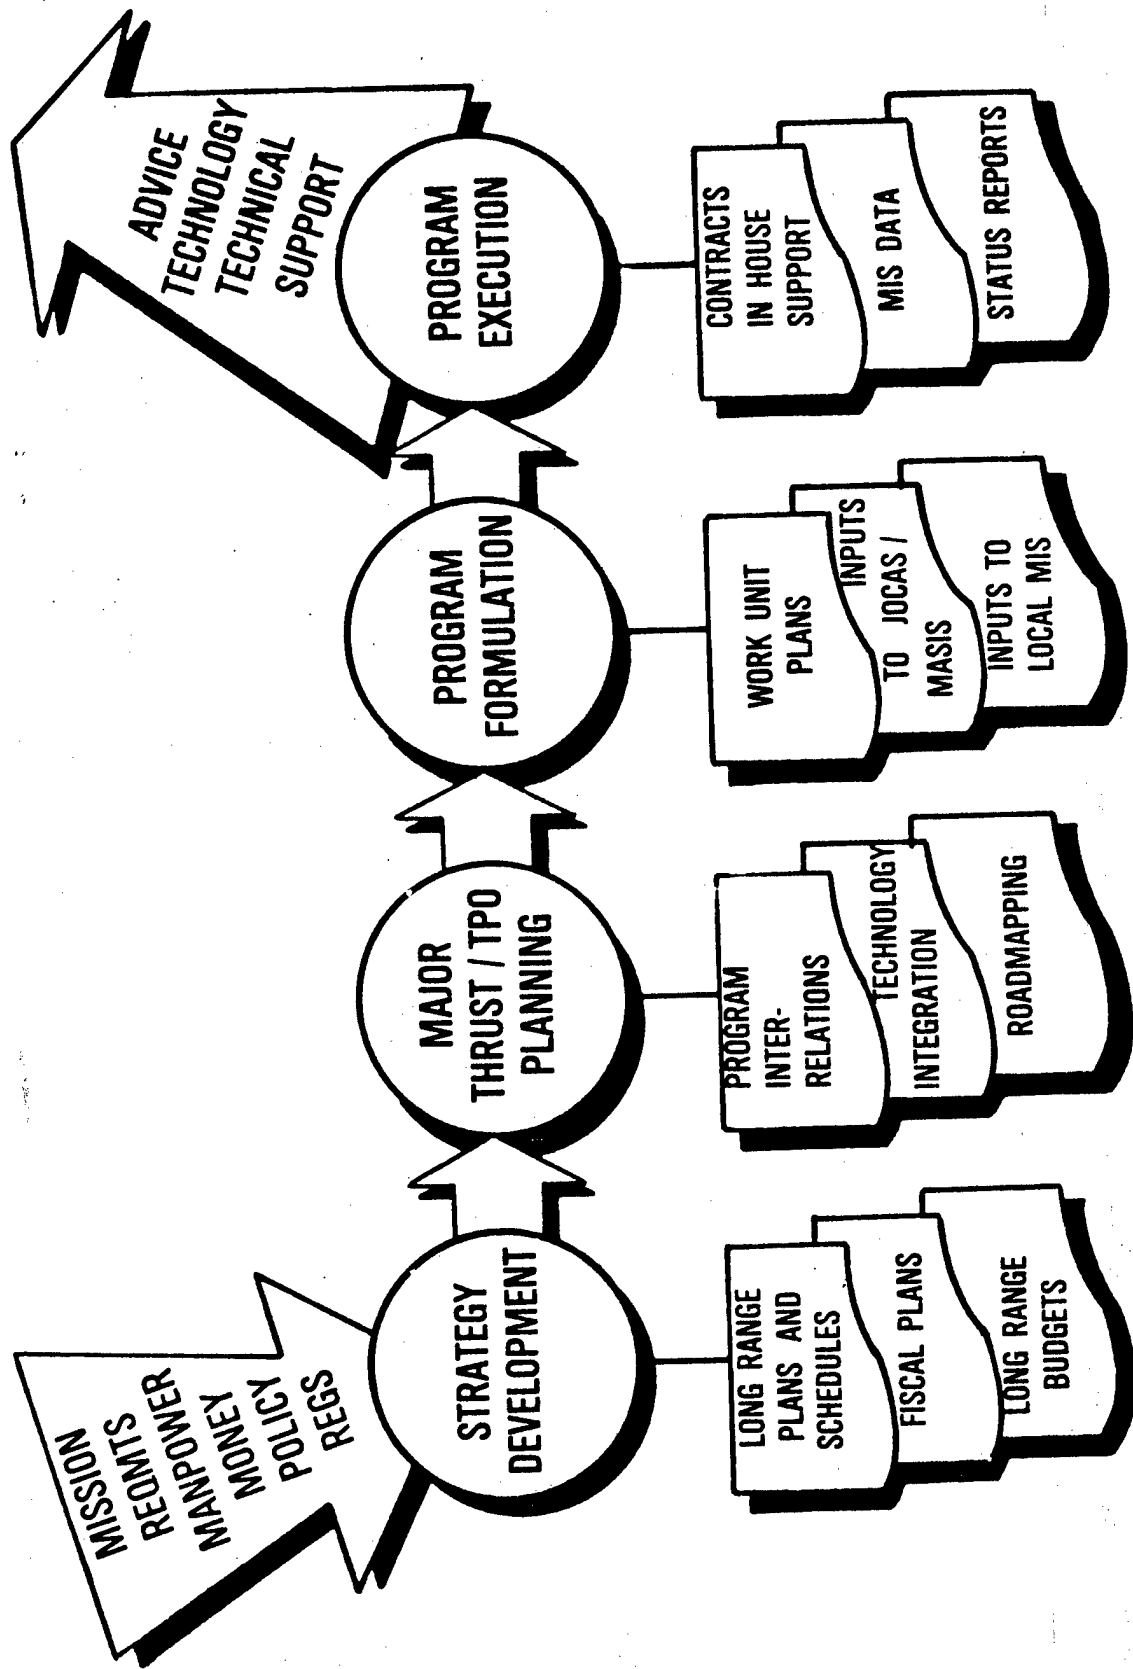 MISSION
REQMTS
MANPOWER
MONEY
POLICY
REGS
STRATEGY
DEVELOPMENT
LONG RANGE
PLANS AND
SCHEDULES
FISCAL PLANS
LONG RANGE
BUDGETS
MAJOR
THRUST / TPO
PLANNING
PROGRAM
INTER-
RELATIONS
TECHNOLOGY
INTEGRATION
ROADMAPPING
PROGRAM
FORMULATION
WORK UNIT
PLANS
INPUTS
TO JOCAS /
MASIS
INPUTS TO
LOCAL MIS
ADVICE
TECHNOLOGY
TECHNICAL
SUPPORT
PROGRAM
EXECUTION
CONTRACTS
IN HOUSE
SUPPORT
MIS DATA
STATUS REPORTS